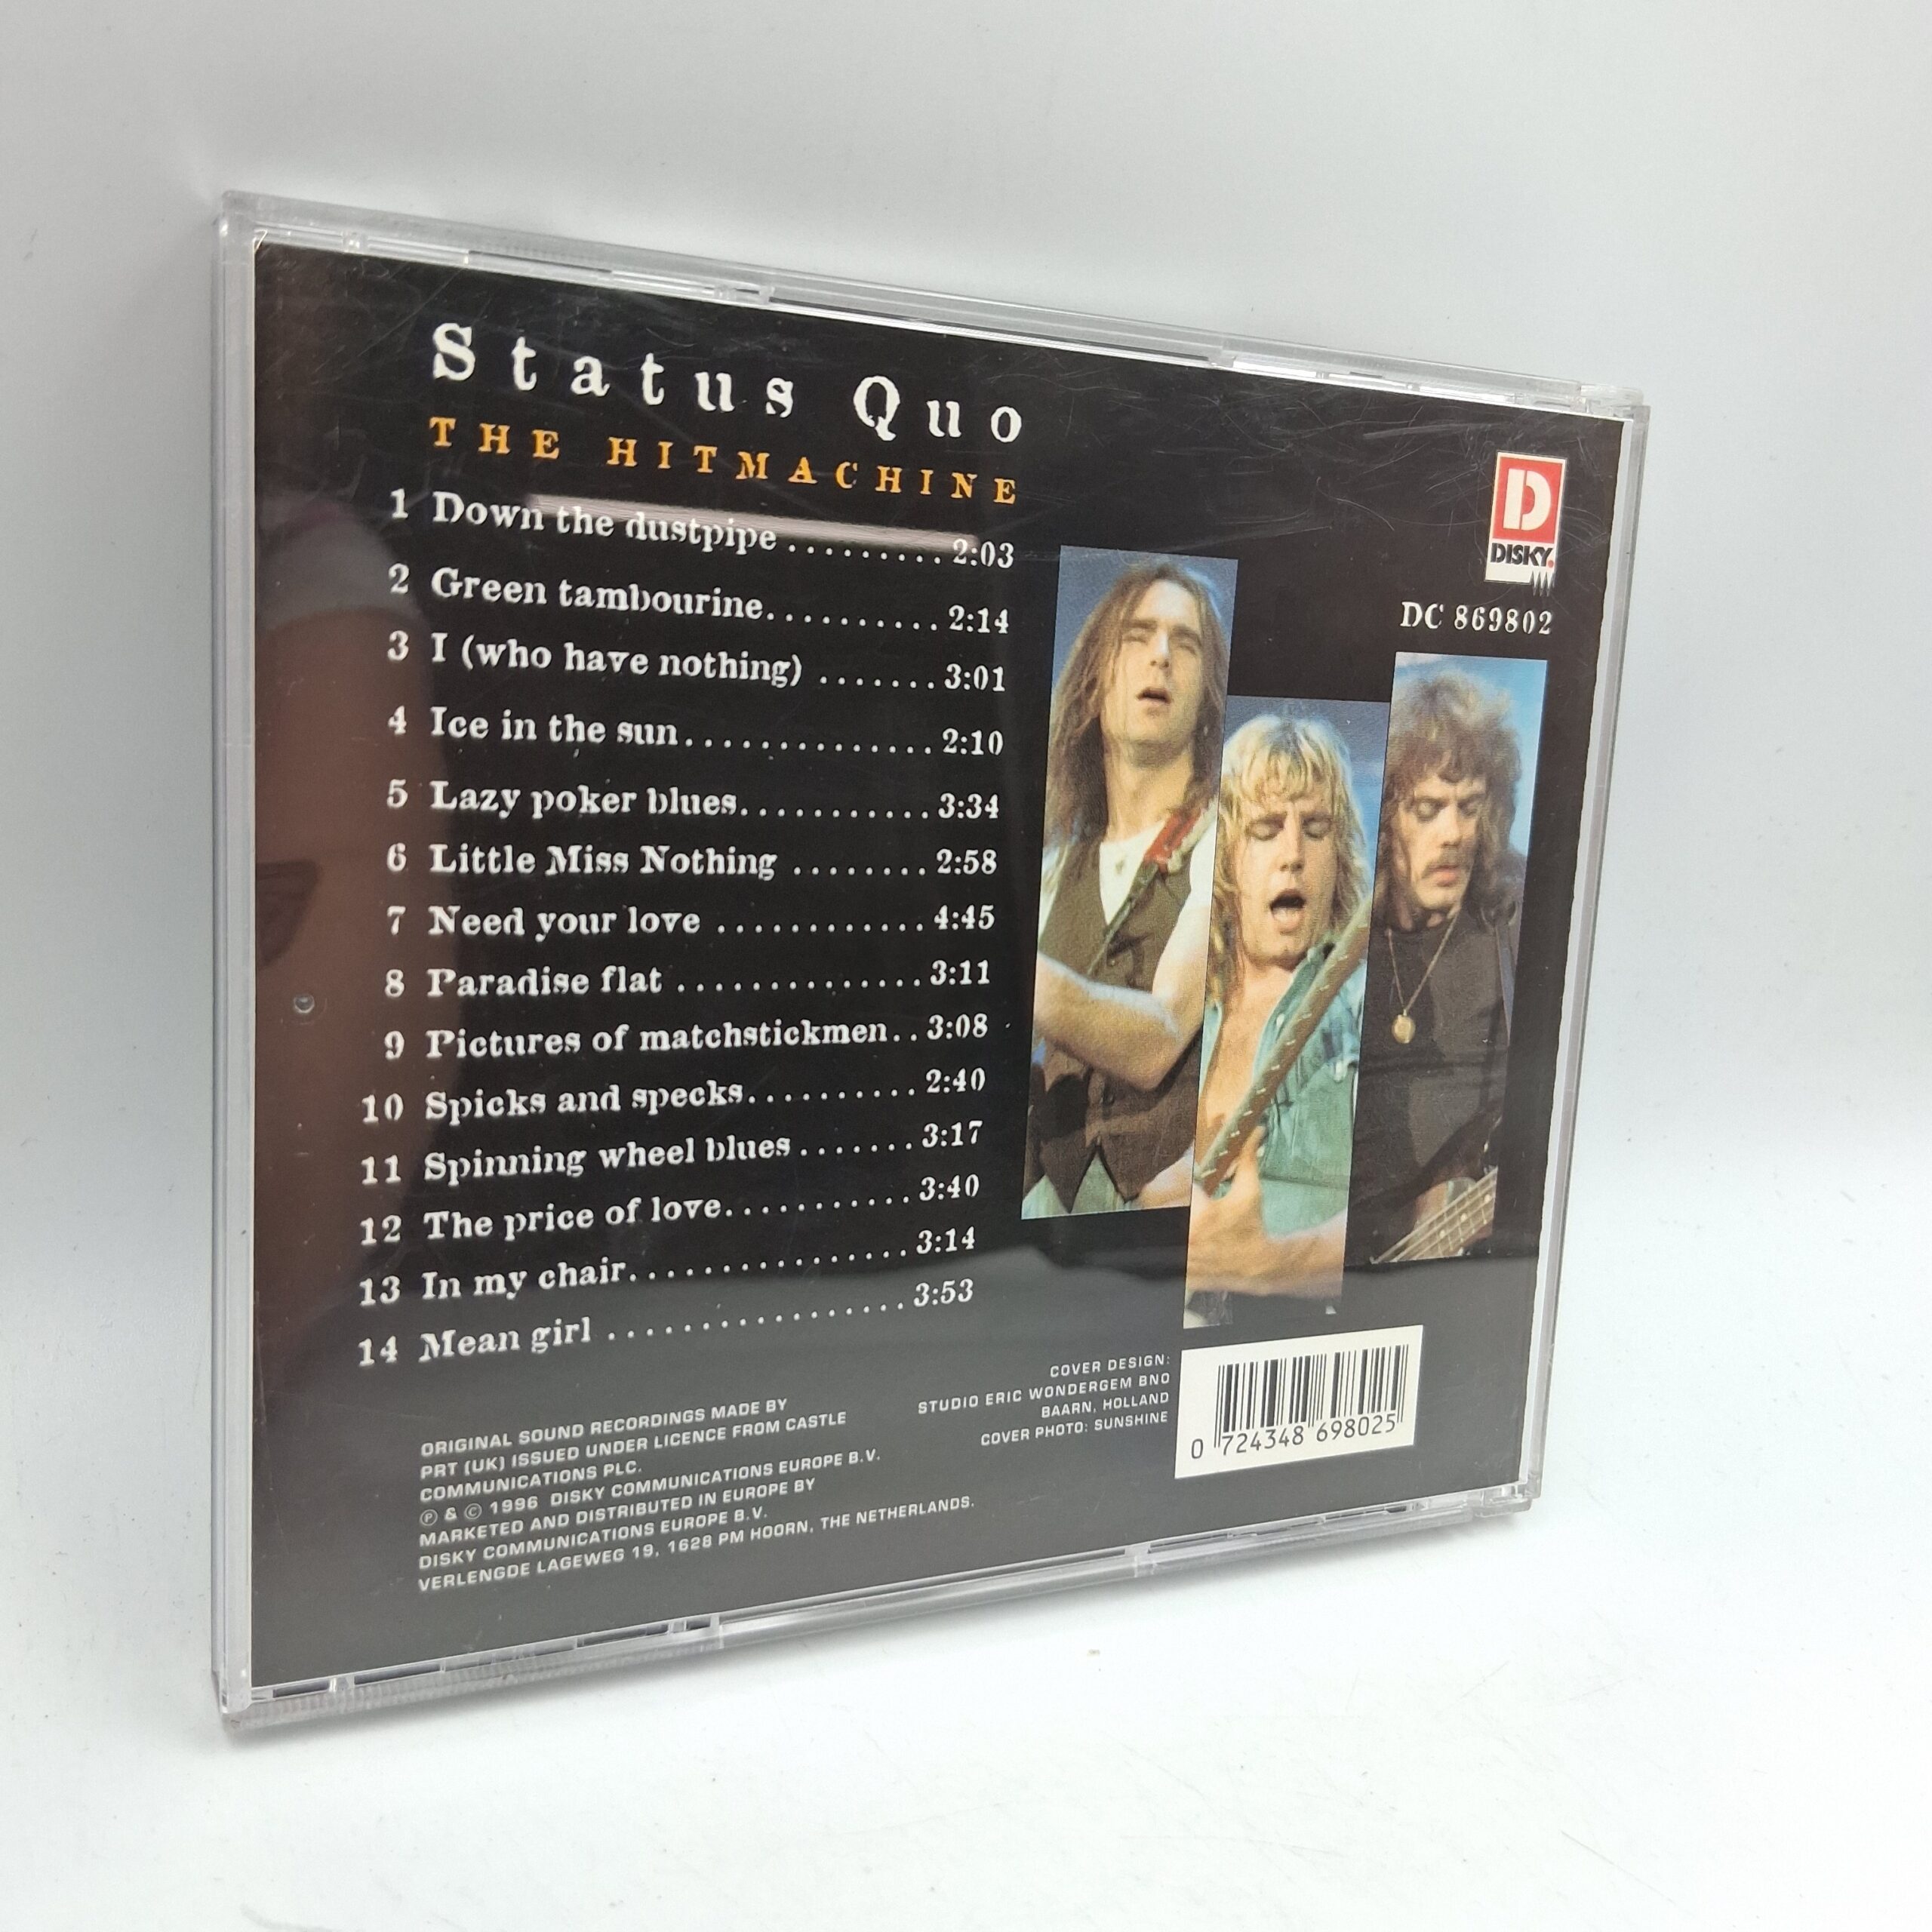 Status Quo
THE HITMACHINE
1 Down the dustpipe ......... 2:03
2 Green tambourine.......... 2:14
3 I (who have nothing) ....... 3:01
4 Ice in the sun.............. 2:10
5 Lazy poker blues........... 3:34
6 Little Miss Nothing ........ 2:58
7 Need your love ............ 4:45
8 Paradise flat .............. 3:11
9 Pictures of matchstickmen.. 3:08
10 Spicks and specks.......... 2:40
11 Spinning wheel blues ....... 3:17
12 The price of love........... 3:40
13 In my chair............... 3:14
14 Mean girl ................ 3:53
D
DISKY.
DC 869802
ORIGINAL SOUND RECORDINGS MADE BY
PRT (UK) ISSUED UNDER LICENCE FROM CASTLE
COMMUNICATIONS PLC.
℗ & © 1996 DISKY COMMUNICATIONS EUROPE B.V.
MARKETED AND DISTRIBUTED IN EUROPE BY
DISKY COMMUNICATIONS EUROPE B.V.
VERLENGDE LAGEWEG 19, 1628 PM HOORN, THE NETHERLANDS.
COVER DESIGN:
STUDIO ERIC WONDERGEM BNO
BAARN, HOLLAND
COVER PHOTO: SUNSHINE
0 724348 698025